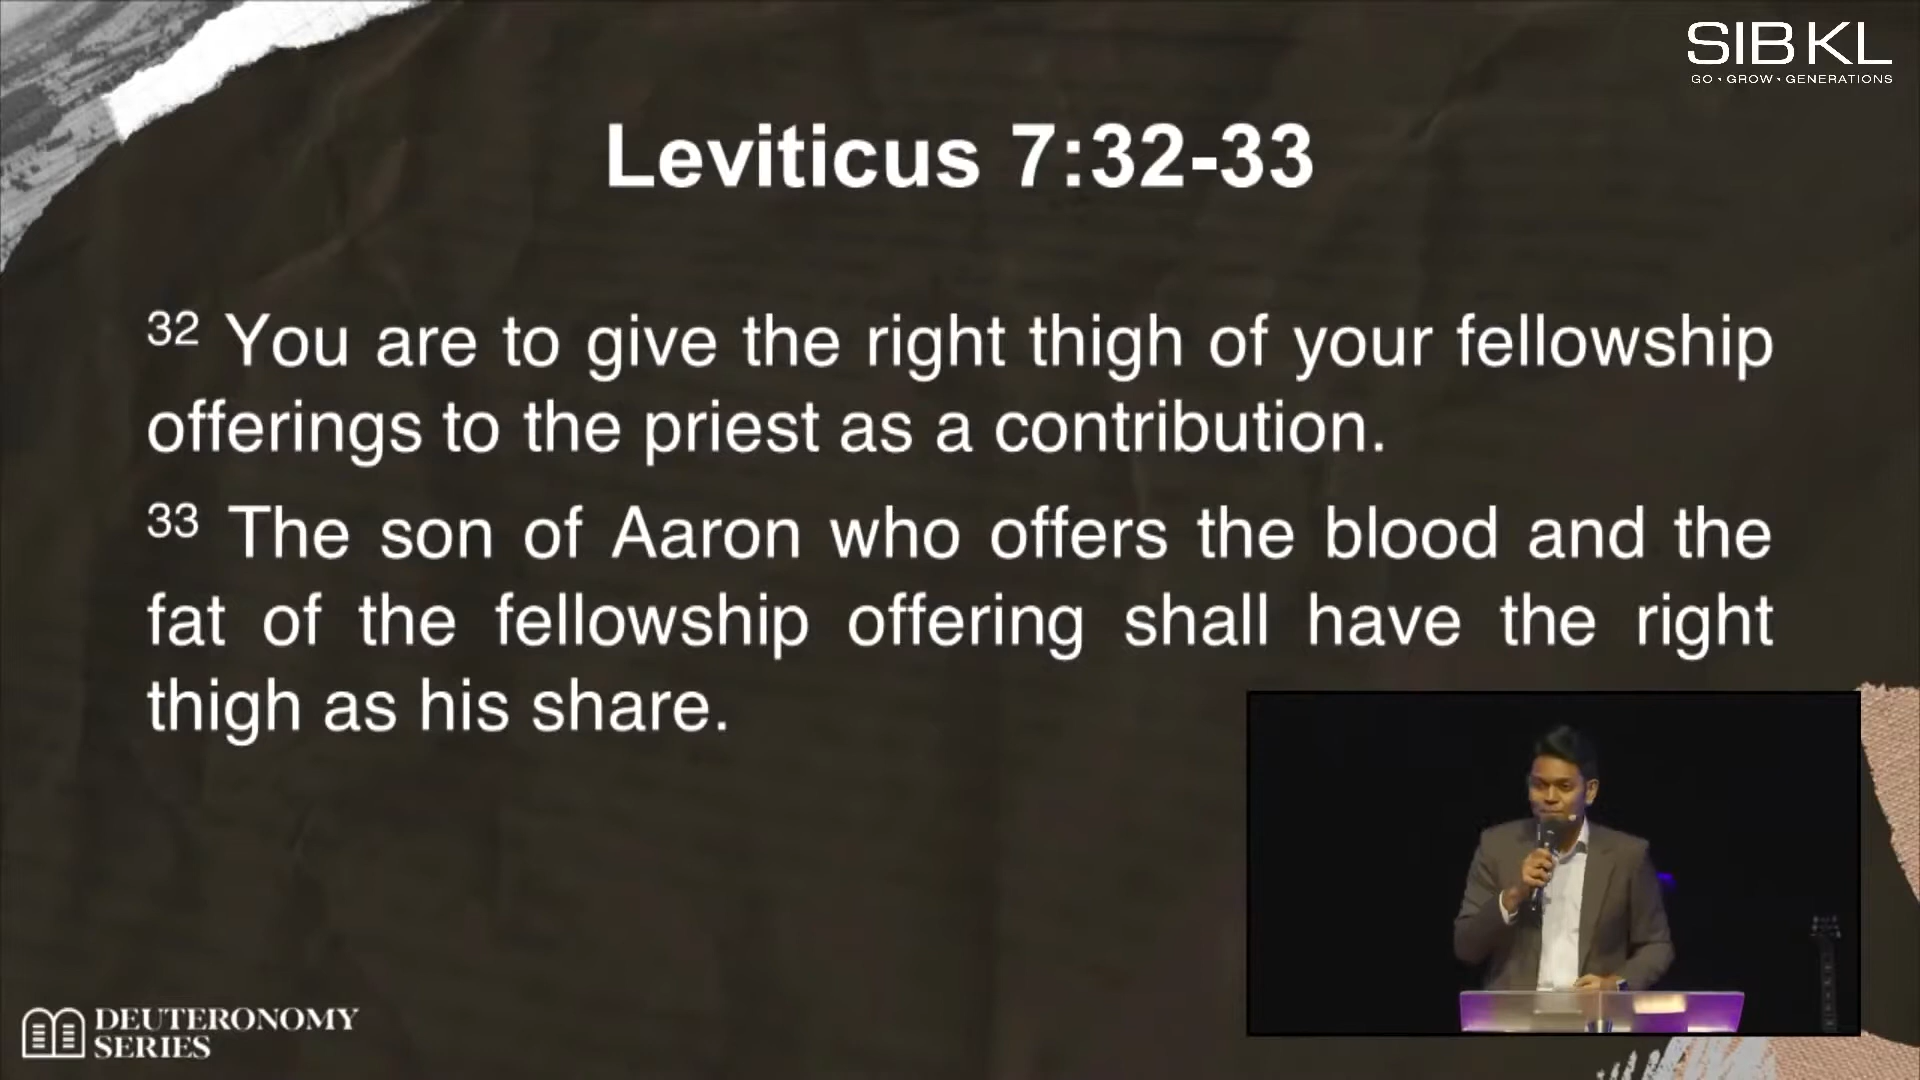 SIBKL
GO · GROW · GENERATIONS
Leviticus 7:32-33
32 You are to give the right thigh of your fellowship
offerings to the priest as a contribution.
33 The son of Aaron who offers the blood and the
fat of the fellowship offering shall have the right
thigh as his share.
DEUTERONOMY
SERIES